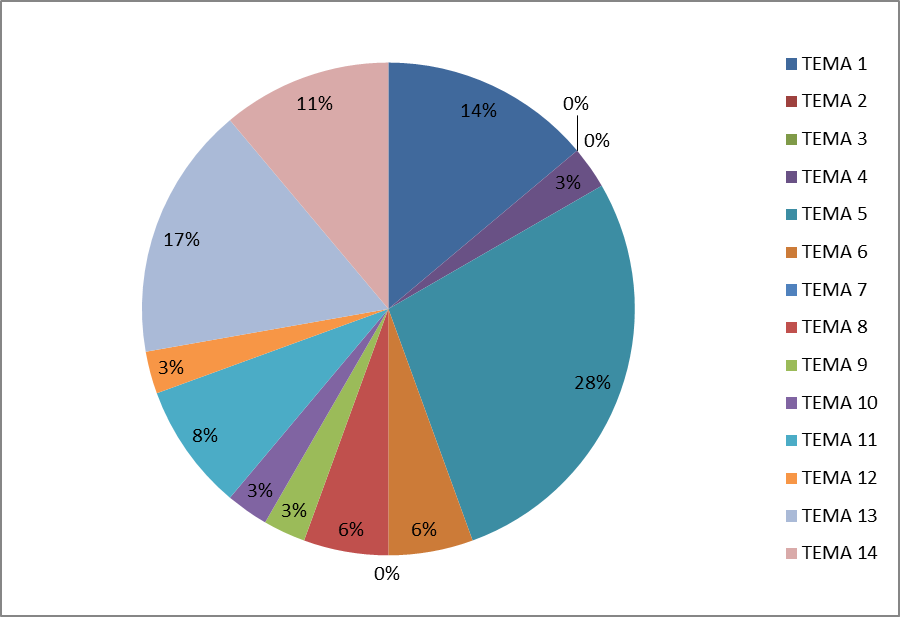 14%
0%
0%
3%
28%
6%
0%
6%
3%
3%
8%
3%
17%
11%
TEMA 1
TEMA 2
TEMA 3
TEMA 4
TEMA 5
TEMA 6
TEMA 7
TEMA 8
TEMA 9
TEMA 10
TEMA 11
TEMA 12
TEMA 13
TEMA 14